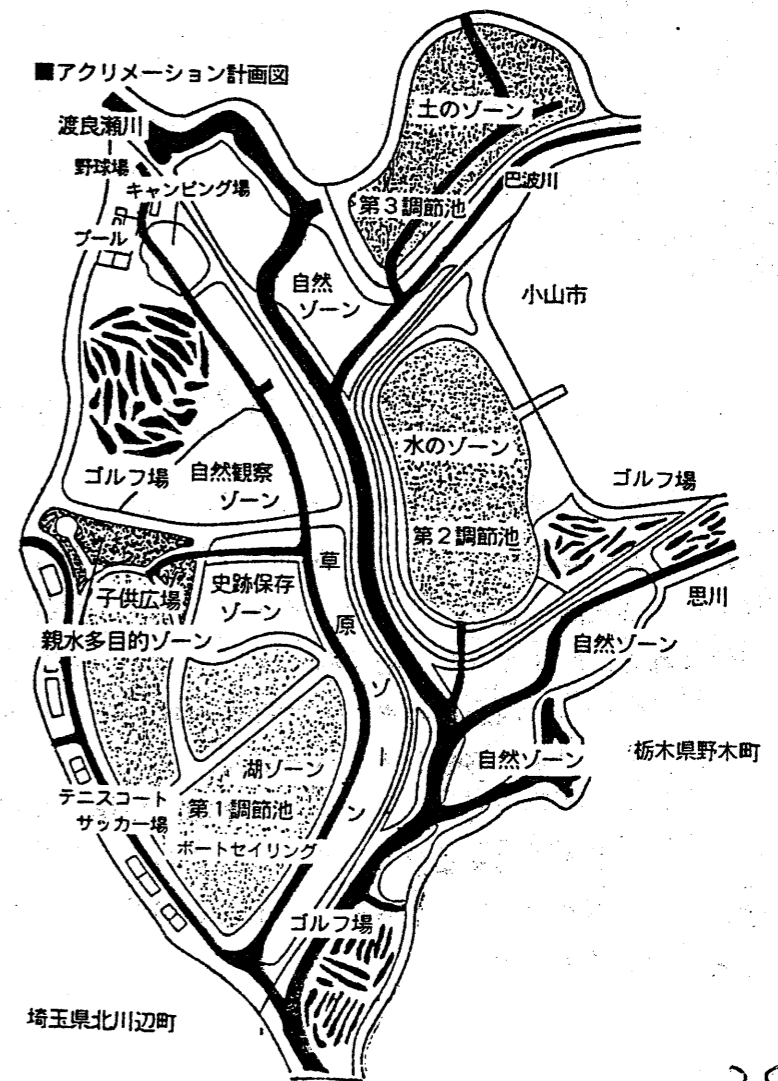 ■アクリメーション計画図
土のゾーン
渡良瀬川
野球場
キャンピング場
巴波川
第3調節池
プール
自然
ゾーン
小山市
水のゾーン
ゴルフ場
自然観察
ゾーン
ゴルフ場
第2調節池
草原ゾーン
史跡保存
ゾーン
子供広場
思川
親水多目的ゾーン
自然ゾーン
自然ゾーン
栃木県野木町
湖ゾーン
テニスコート
サッカー場
第1調節池
ボートセイリング
ゴルフ場
埼玉県北川辺町